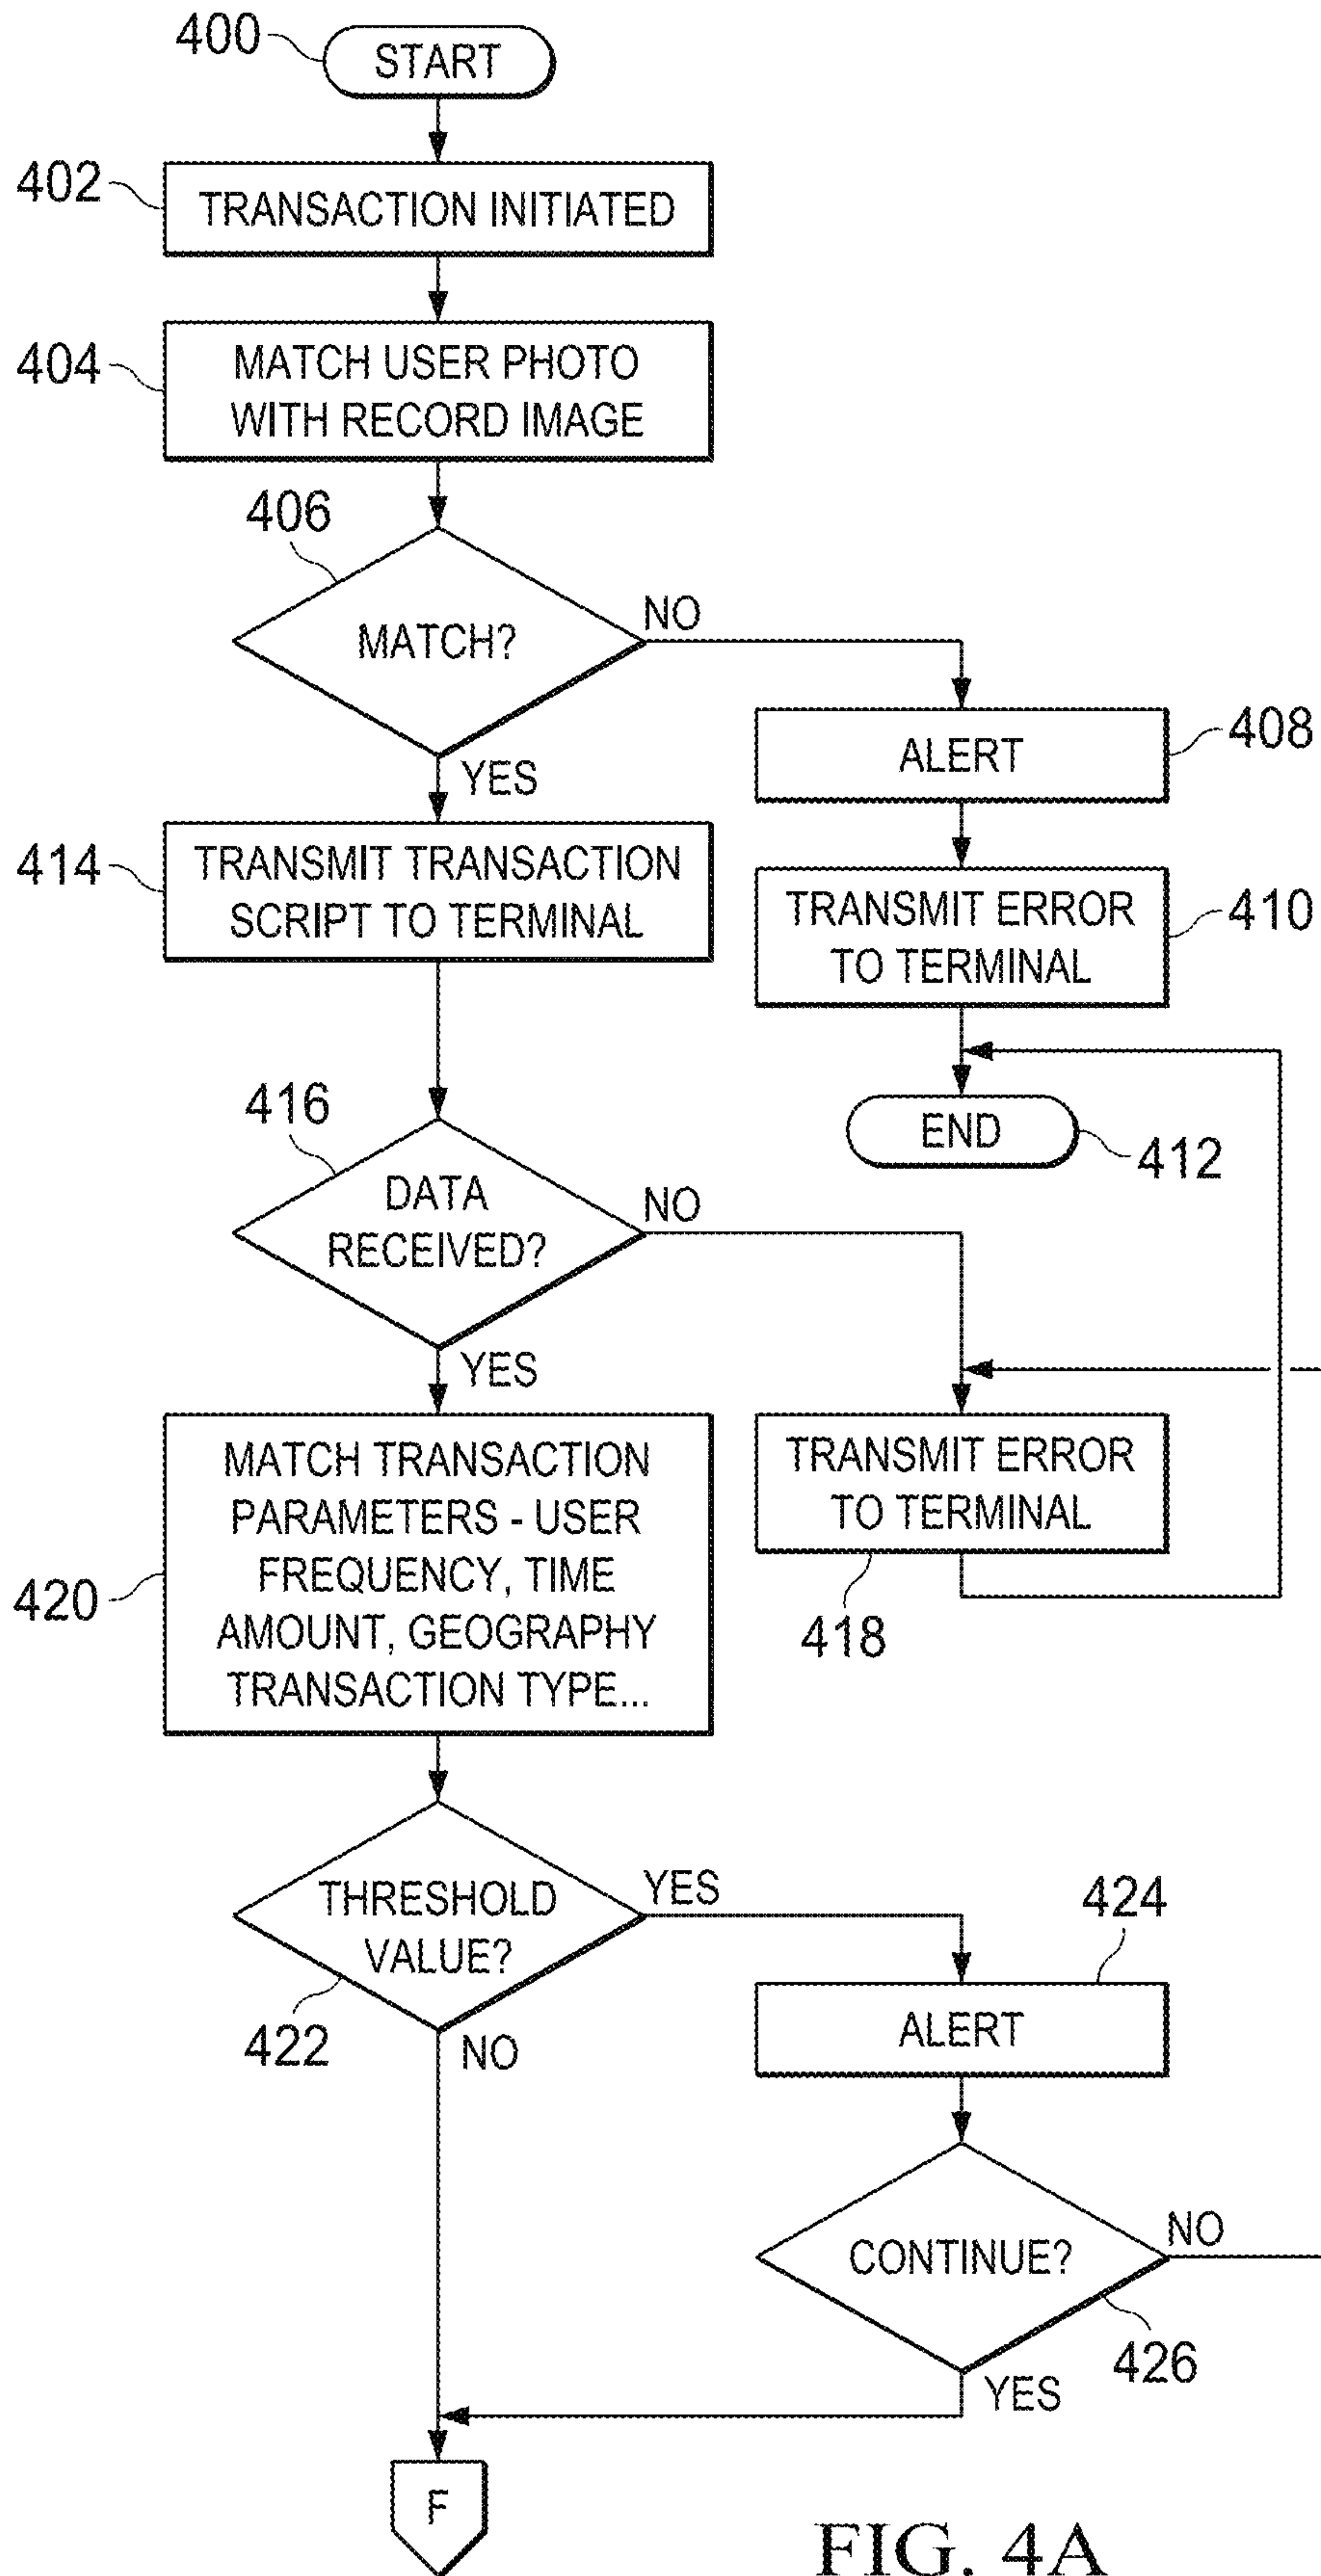 400
START
402
TRANSACTION INITIATED
404
MATCH USER PHOTO
WITH RECORD IMAGE
406
MATCH?
NO
YES
408
ALERT
414
TRANSMIT TRANSACTION
SCRIPT TO TERMINAL
410
TRANSMIT ERROR
TO TERMINAL
END
412
416
DATA
RECEIVED?
NO
YES
TRANSMIT ERROR
TO TERMINAL
418
420
MATCH TRANSACTION
PARAMETERS - USER
FREQUENCY, TIME
AMOUNT, GEOGRAPHY
TRANSACTION TYPE...
THRESHOLD
VALUE?
YES
422
NO
424
ALERT
CONTINUE?
NO
426
YES
F
FIG. 4A